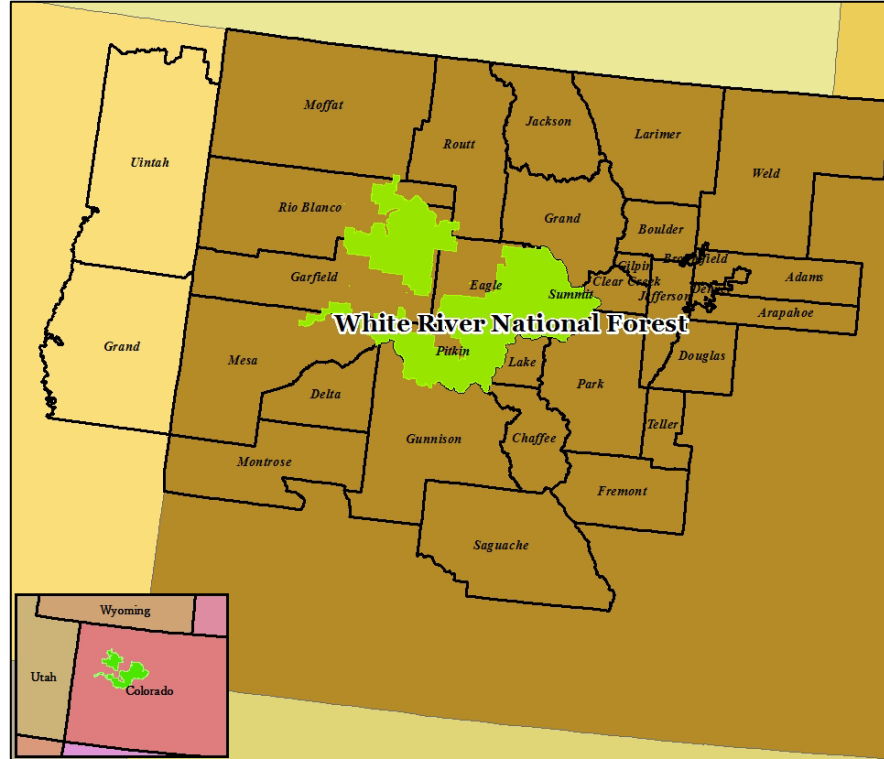 Moffat
Jackson
Larimer
Routt
Uintah
Weld
Rio Blanco
Grand
Boulder
Broomfield
Gilpin
Garfield
Eagle
Clear Creek
Adams
Denver
Summit
Jefferson
Arapahoe
White River National Forest
Grand
Mesa
Pitkin
Lake
Douglas
Park
Delta
Teller
Gunnison
Chaffee
Montrose
Fremont
Saguache
Wyoming
Utah
Colorado